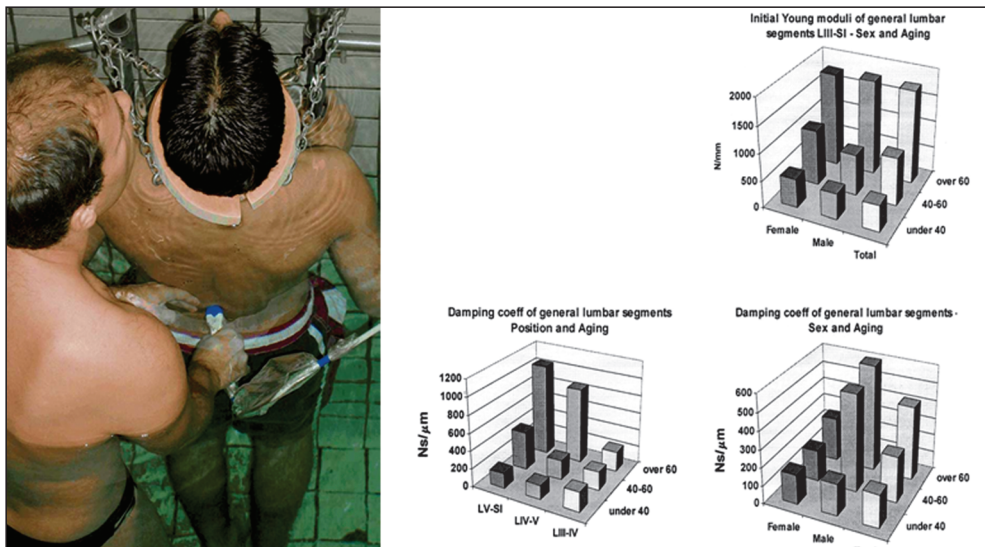 Initial Young moduli of general lumbar
segments LIII-SI - Sex and Aging
2000
1500
1000
500
0
N/mm
Female
Male
Total
under 40
40-60
over 60
Damping coeff of general lumbar segments
Position and Aging
1200
1000
800
600
400
200
0
Ns/μm
LV-SI
LIV-V
LIII-IV
under 40
40-60
over 60
Damping coeff of general lumbar segments -
Sex and Aging
600
500
400
300
200
100
0
Ns/μm
Female
Male
under 40
40-60
over 60